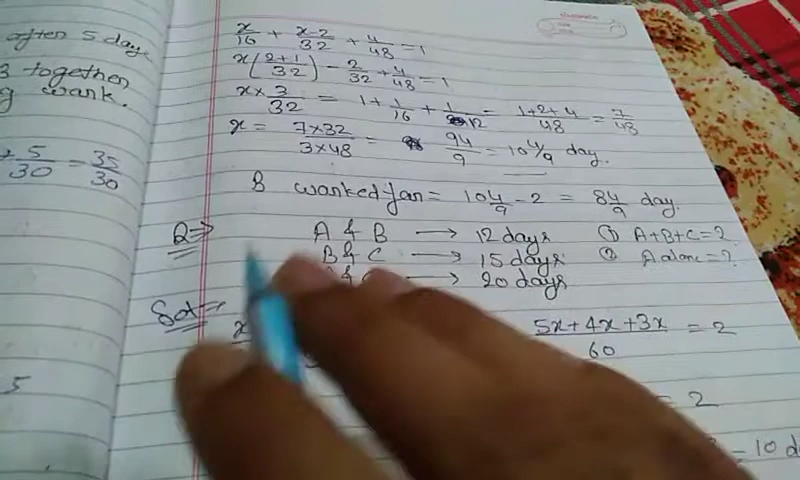 after 5 days
3 together
g work.
+ 5/30 = 35/30
5
x/16 + x-2/32 + 4/48 = 1
x(2+1/32) - 2/32 + 4/48 = 1
x × 3/32 = 1 + 1/16 + 1/12 = 1+2+4/48 = 7/48
x = 7×32/3×48 = 94/9 = 10 4/9 day.
B worked for = 10 4/9 - 2 = 8 4/9 day.
Q⇒ A & B → 12 days ① A+B+C=?
B & C → 15 days ② A alone = ?
→ 20 days
Sol⇒
x 5x+4x+3x/60 = 2
= 2
= 10 d